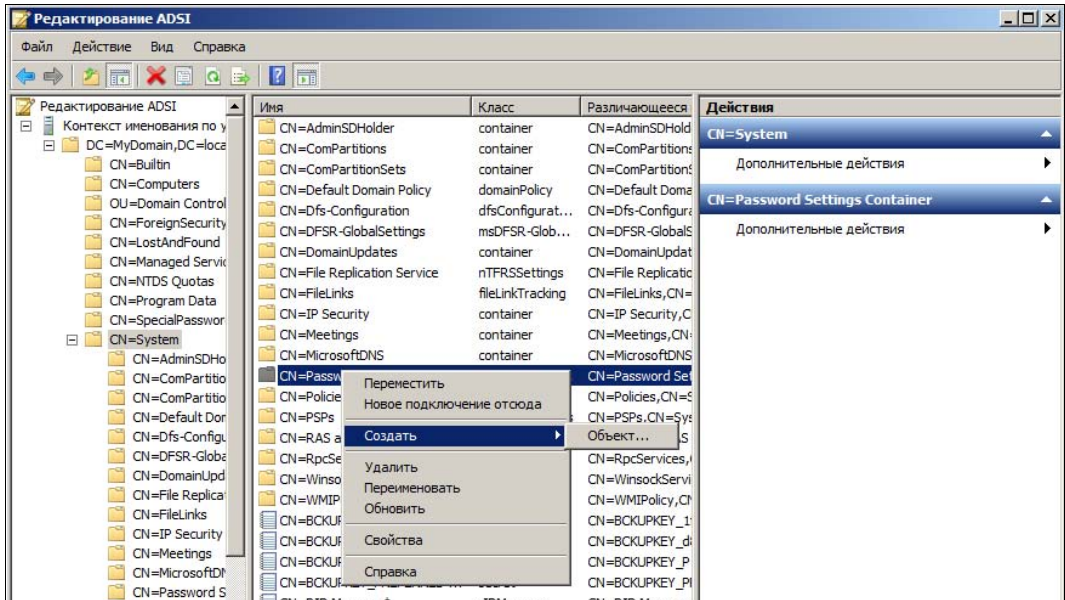 Редактирование ADSI
Файл Действие Вид Справка
Редактирование ADSI
Контекст именования по у
DC=MyDomain,DC=loca
CN=Builtin
CN=Computers
OU=Domain Control
CN=ForeignSecurity
CN=LostAndFound
CN=Managed Servic
CN=NTDS Quotas
CN=Program Data
CN=SpecialPasswor
CN=System
CN=AdminSDHo
CN=ComPartitio
CN=ComPartitio
CN=Default Dor
CN=Dfs-Configu
CN=DFSR-Globa
CN=DomainUpd
CN=File Replica
CN=FileLinks
CN=IP Security
CN=Meetings
CN=MicrosoftD
CN=Password S
Имя Класс Различающееся
CN=AdminSDHolder container CN=AdminSDHold
CN=ComPartitions container CN=ComPartitions
CN=ComPartitionSets container CN=ComPartitionS
CN=Default Domain Policy domainPolicy CN=Default Doma
CN=Dfs-Configuration dfsConfigurat... CN=Dfs-Configura
CN=DFSR-GlobalSettings msDFSR-Glob... CN=DFSR-GlobalS
CN=DomainUpdates container CN=DomainUpdat
CN=File Replication Service nTFRSSettings CN=File Replicatio
CN=FileLinks fileLinkTracking CN=FileLinks,CN=
CN=IP Security container CN=IP Security,C
CN=Meetings container CN=Meetings,CN=
CN=MicrosoftDNS container CN=MicrosoftDNS
CN=Passw CN=Password Set
CN=Policie CN=Policies,CN=S
CN=PSPs CN=PSPs,CN=Sys
CN=RAS a S
CN=RpcSe CN=RpcServices,
CN=Winso CN=WinsockServi
CN=WMIP CN=WMIPolicy,CN
CN=BCKUF CN=BCKUPKEY_1
CN=BCKUF CN=BCKUPKEY_d
CN=BCKUF CN=BCKUPKEY_P
CN=BCKUF CN=BCKUPKEY_P
Переместить
Новое подключение отсюда
Создать
Объект...
Удалить
Переименовать
Обновить
Свойства
Справка
Действия
CN=System
Дополнительные действия
CN=Password Settings Container
Дополнительные действия